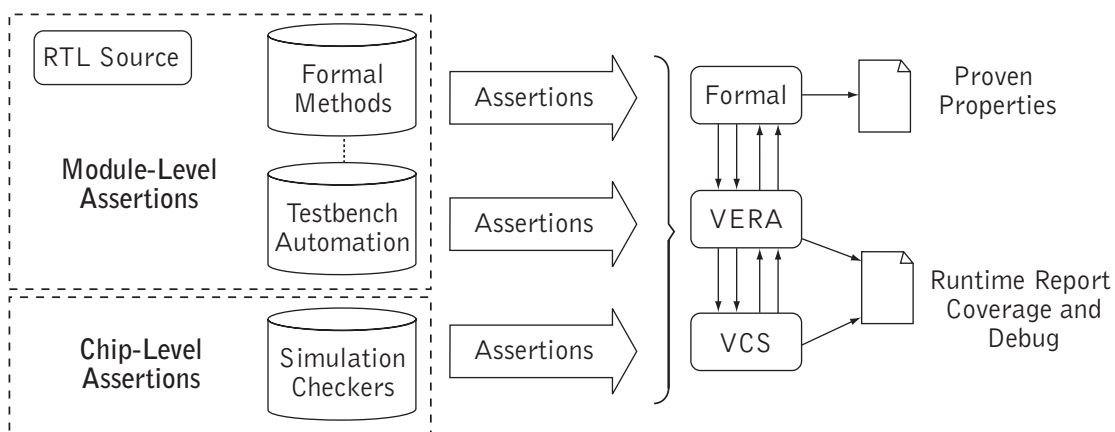 RTL Source
Formal
Methods
Module-Level
Assertions
Testbench
Automation
Chip-Level
Assertions
Simulation
Checkers
Assertions
Assertions
Assertions
Formal
VERA
VCS
Proven
Properties
Runtime Report
Coverage and
Debug